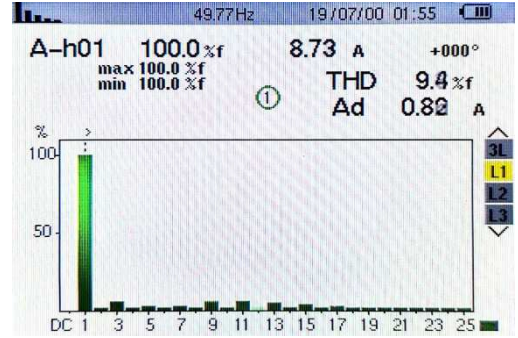 49.77Hz 19/07/00 01:55
A-h01 100.0 %f 8.73 A +000°
max 100.0 %f
min 100.0 %f
THD 9.4 %f
① Ad 0.82 A
%
100
50
3L
L1
L2
L3
DC 1 3 5 7 9 11 13 15 17 19 21 23 25